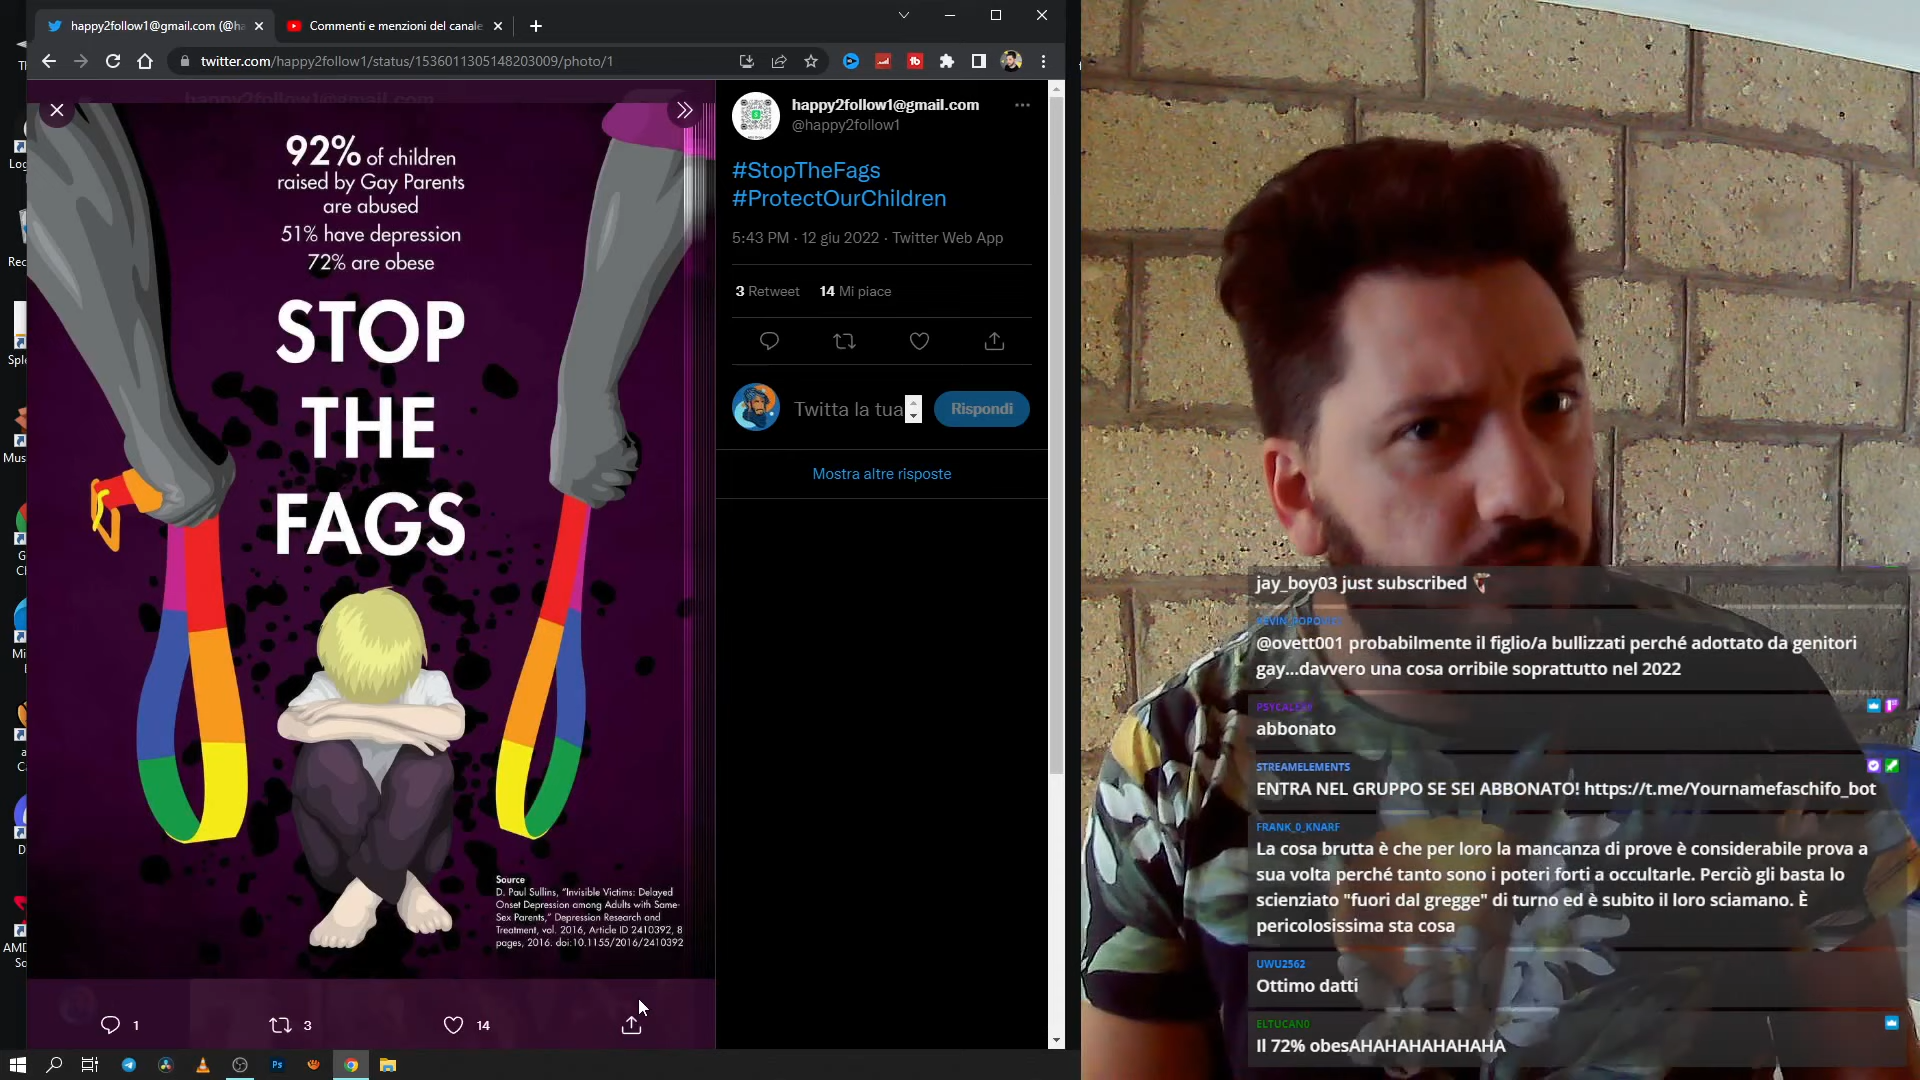 happy2follow1@gmail.com (@ha
Commenti e menzioni del canale
twitter.com/happy2follow1/status/1536011305148203009/photo/1
92% of children
raised by Gay Parents
are abused
51% have depression
72% are obese
STOP
THE
FAGS
Source
D. Paul Sullins, "Invisible Victims: Delayed
Onset Depression among Adults with Same-
Sex Parents," Depression Research and
Treatment, vol. 2016, Article ID 2410392, 8
pages, 2016. doi:10.1155/2016/2410392
1
3
14
happy2follow1@gmail.com
@happy2follow1
#StopTheFags
#ProtectOurChildren
5:43 PM · 12 giu 2022 · Twitter Web App
3 Retweet 14 Mi piace
Twitta la tua
Rispondi
Mostra altre risposte
jay_boy03 just subscribed
@ovett001 probabilmente il figlio/a bullizzati perché adottato da genitori
gay...davvero una cosa orribile soprattutto nel 2022
abbonato
STREAMELEMENTS
ENTRA NEL GRUPPO SE SEI ABBONATO! https://t.me/Yournamefaschifo_bot
FRANK_0_KNARF
La cosa brutta è che per loro la mancanza di prove è considerabile prova a
sua volta perché tanto sono i poteri forti a occultarle. Perciò gli basta lo
scienziato "fuori dal gregge" di turno ed è subito il loro sciamano. È
pericolosissima sta cosa
UWU2562
Ottimo datti
ELTUCAN0
Il 72% obesAHAHAHAHAHAHA